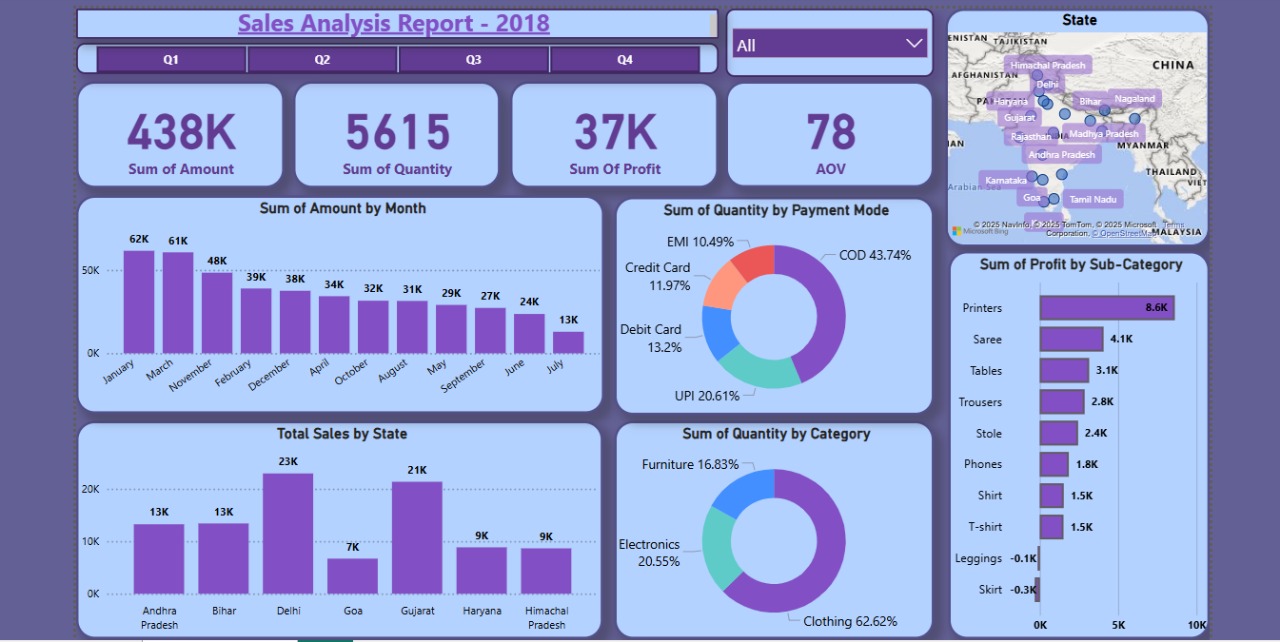 Sales Analysis Report - 2018
All
Q1
Q2
Q3
Q4
438K
Sum of Amount
5615
Sum of Quantity
37K
Sum Of Profit
78
AOV
State
TAJIKISTAN
Himachal Pradesh
CHINA
AFGHANISTAN
Delhi
Haryana
Bihar
Nagaland
Gujarat
Rajasthan
Madhya Pradesh
MYANMAR
Andhra Pradesh
THAILAND
Karnataka
Arabian Sea
Goa
Tamil Nadu
© 2025 NavInfo, © 2025 TomTom, © 2025 Microsoft
Corporation, © OpenStreetMap
Terms
Microsoft Bing
MALAYSIA
Sum of Amount by Month
50K
0K
62K
61K
48K
39K
38K
34K
32K
31K
29K
27K
24K
13K
January
March
November
February
December
April
October
August
May
September
June
July
Sum of Quantity by Payment Mode
EMI 10.49%
COD 43.74%
Credit Card
11.97%
Debit Card
13.2%
UPI 20.61%
Sum of Profit by Sub-Category
Printers
8.6K
Saree
4.1K
Tables
3.1K
Trousers
2.8K
Stole
2.4K
Phones
1.8K
Shirt
1.5K
T-shirt
1.5K
Leggings
-0.1K
Skirt
-0.3K
0K
5K
10K
Total Sales by State
20K
10K
0K
13K
13K
23K
7K
21K
9K
9K
Andhra
Pradesh
Bihar
Delhi
Goa
Gujarat
Haryana
Himachal
Pradesh
Sum of Quantity by Category
Furniture 16.83%
Electronics
20.55%
Clothing 62.62%